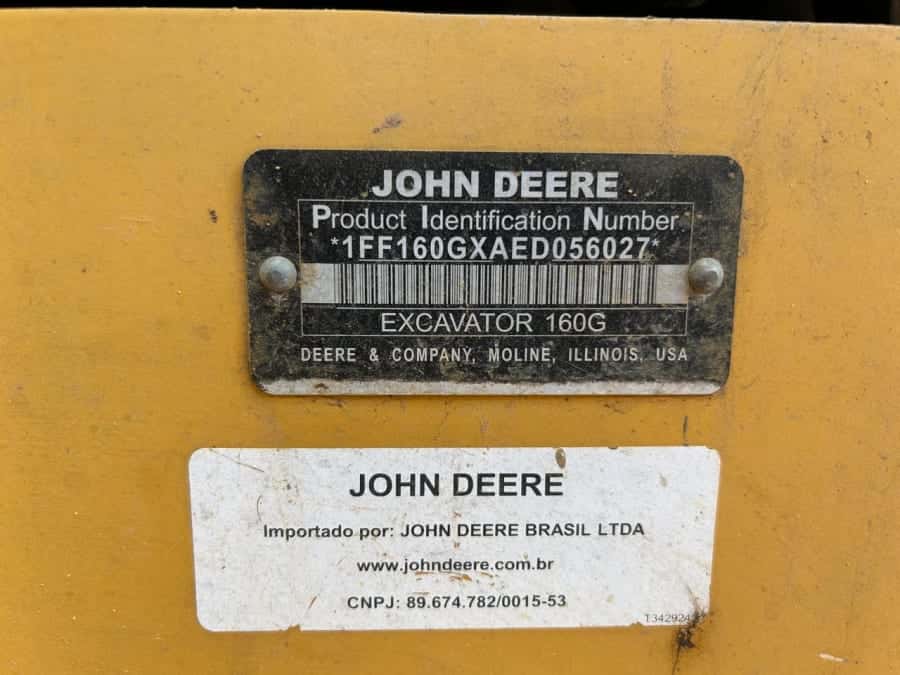 JOHN DEERE
Product Identification Number
*1FF160GXAED056027*
EXCAVATOR 160G
DEERE & COMPANY, MOLINE, ILLINOIS, USA
JOHN DEERE
Importado por: JOHN DEERE BRASIL LTDA
www.johndeere.com.br
CNPJ: 89.674.782/0015-53